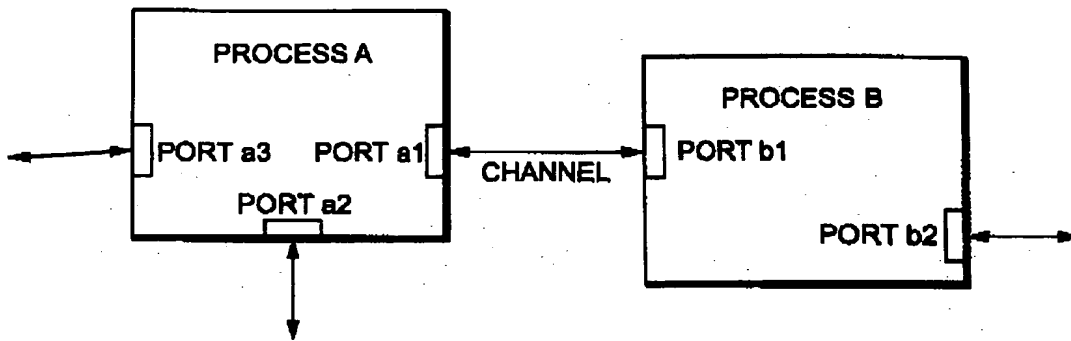 PROCESS A
PROCESS B
PORT a3
PORT a1
CHANNEL
PORT b1
PORT a2
PORT b2